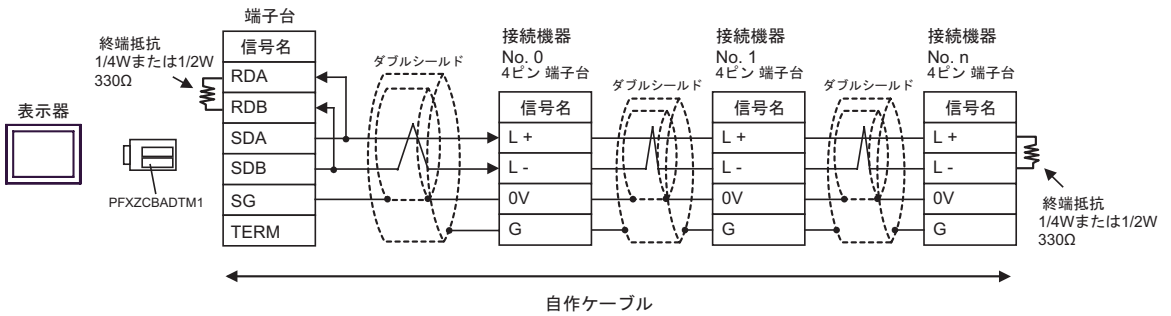 端子台
終端抵抗
1/4Wまたは1/2W
330Ω
表示器
PFXZCBADTM1
信号名
RDA
RDB
SDA
SDB
SG
TERM
ダブルシールド
接続機器
No. 0
4ピン 端子台
信号名
L +
L -
0V
G
ダブルシールド
接続機器
No. 1
4ピン 端子台
信号名
L +
L -
0V
G
ダブルシールド
接続機器
No. n
4ピン 端子台
信号名
L +
L -
0V
G
終端抵抗
1/4Wまたは1/2W
330Ω
自作ケーブル